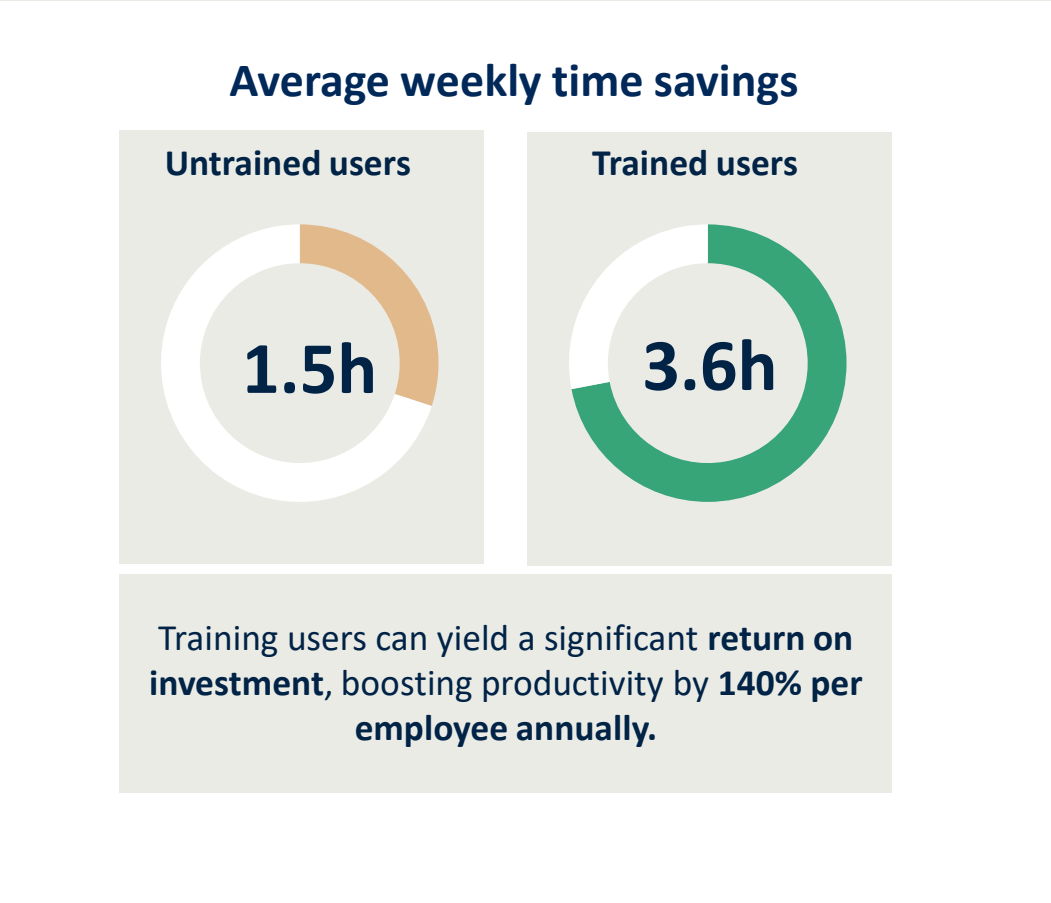 Average weekly time savings
Untrained users
1.5h
Trained users
3.6h
Training users can yield a significant return on
investment, boosting productivity by 140% per
employee annually.